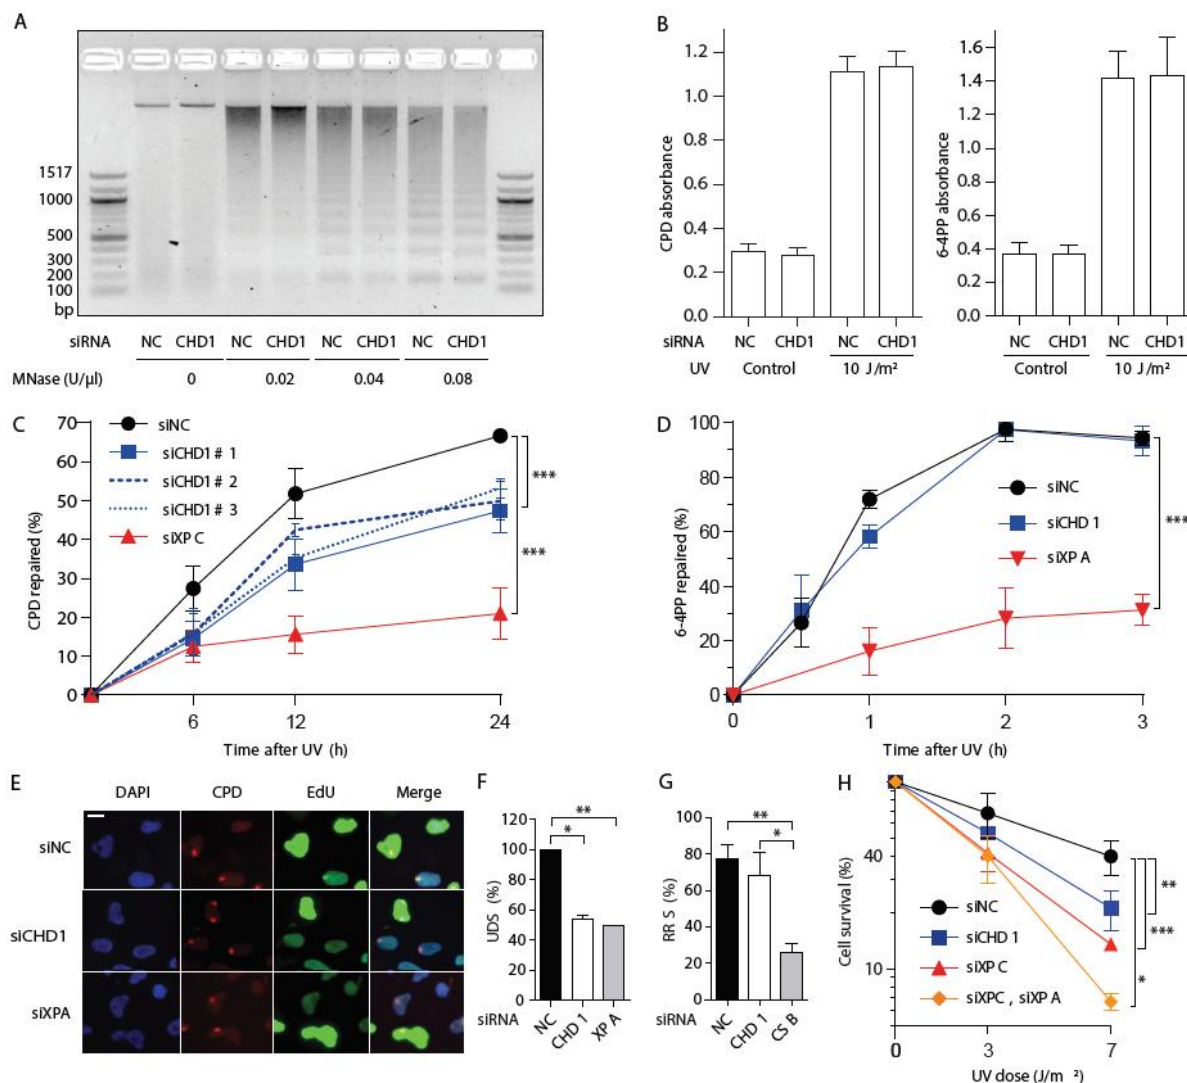 A
1517
1000
500
300
200
100
bp
siRNA NC CHD1 NC CHD1 NC CHD1 NC CHD1
MNase (U/µl) 0 0.02 0.04 0.08
B
CPD absorbance
1.2
1.0
0.8
0.6
0.4
0.2
0.0
6-4PP absorbance
1.6
1.4
1.2
1.0
0.8
0.6
0.4
0.2
0.0
siRNA NC CHD1 NC CHD1 NC CHD1 NC CHD1
UV Control 10 J/m² Control 10 J/m²
C
CPD repaired (%)
70
60
50
40
30
20
10
0
siNC
siCHD1 # 1
siCHD1 # 2
siCHD1 # 3
siXP C
***
***
6 12 24
Time after UV (h)
D
6-4PP repaired (%)
100
80
60
40
20
0
siNC
siCHD 1
siXP A
***
0 1 2 3
Time after UV (h)
E
DAPI CPD EdU Merge
siNC
siCHD1
siXPA
F
UDS (%)
120
100
80
60
40
20
0
**
*
siRNA NC CHD 1 XP A
G
RR S (%)
100
80
60
40
20
0
**
*
siRNA NC CHD 1 CS B
H
Cell survival (%)
40
10
siNC
siCHD 1
siXP C
siXPC , siXP A
**
***
*
0 3 7
UV dose (J/m ²)